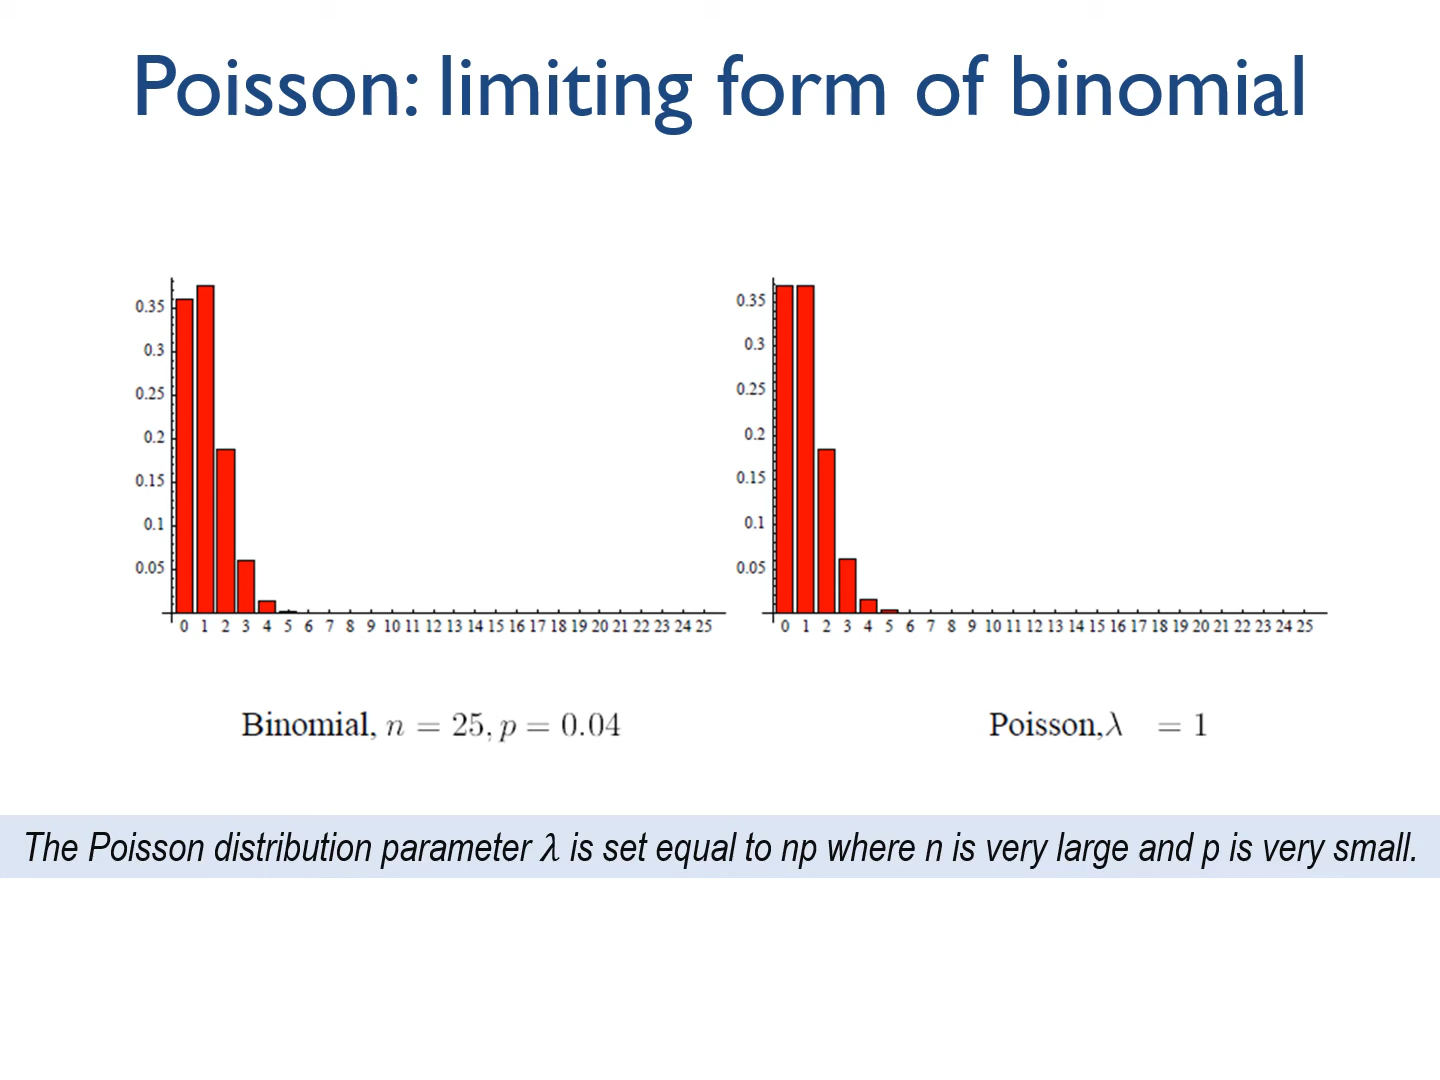 Poisson: limiting form of binomial
0.35
0.3
0.25
0.2
0.15
0.1
0.05
0 1 2 3 4 5 6 7 8 9 10 11 12 13 14 15 16 17 18 19 20 21 22 23 24 25
Binomial, n = 25, p = 0.04
0.35
0.3
0.25
0.2
0.15
0.1
0.05
0 1 2 3 4 5 6 7 8 9 10 11 12 13 14 15 16 17 18 19 20 21 22 23 24 25
Poisson,λ = 1
The Poisson distribution parameter λ is set equal to np where n is very large and p is very small.